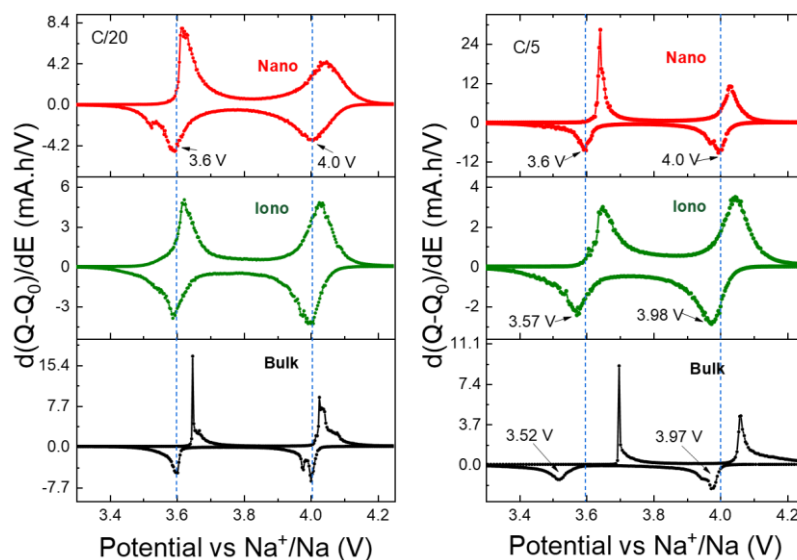 C/20
Nano
8.4
4.2
0.0
-4.2
3.6 V
4.0 V
Iono
6
3
0
-3
Bulk
15.4
7.7
0.0
-7.7
d(Q-Q₀)/dE (mA.h/V)
3.4 3.6 3.8 4.0 4.2
Potential vs Na⁺/Na (V)
C/5
Nano
24
12
0
-12
3.6 V
4.0 V
Iono
4
2
0
-2
3.57 V
3.98 V
Bulk
11.1
7.4
3.7
0.0
3.52 V
3.97 V
d(Q-Q₀)/dE (mA.h/V)
3.4 3.6 3.8 4.0 4.2
Potential vs Na⁺/Na (V)